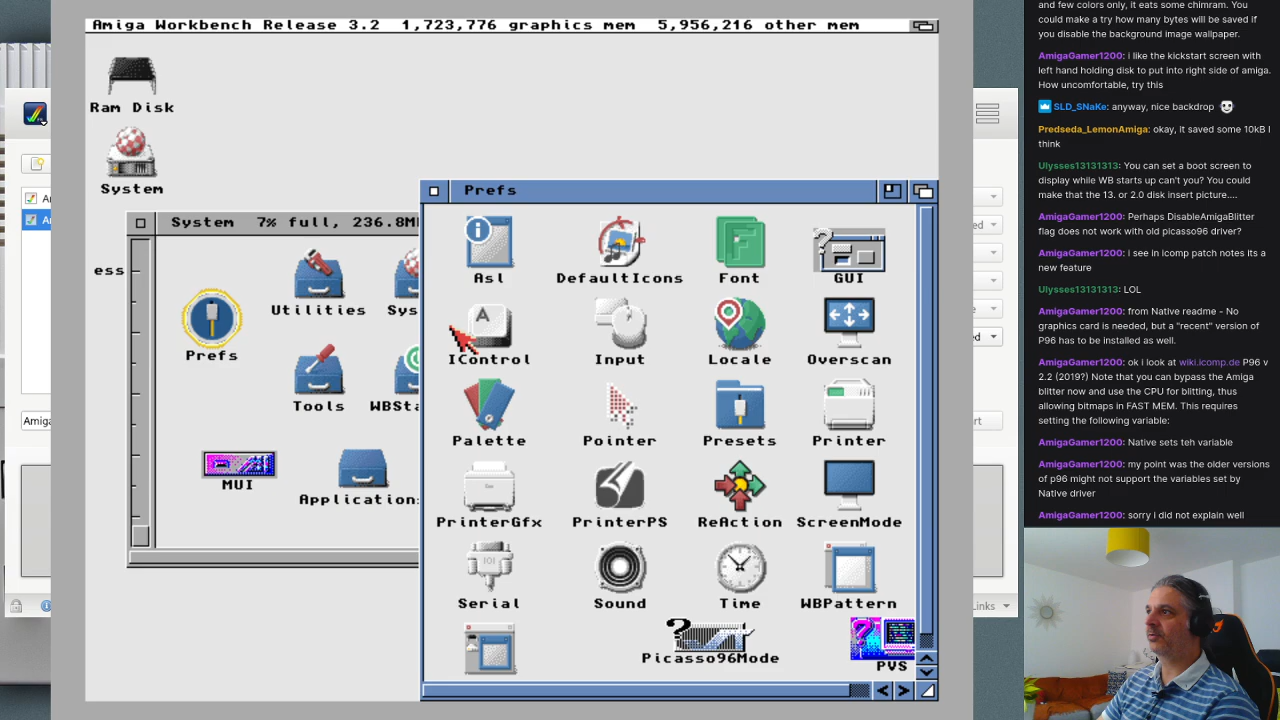 Amiga Workbench Release 3.2  1,723,776 graphics mem  5,956,216 other mem
Ram Disk
System
System  7% full, 236.8M
ess
Prefs
Utilities
Sys
Tools
WBSta
MUI
Application
Prefs
Asl
DefaultIcons
Font
GUI
IControl
Input
Locale
Overscan
Palette
Pointer
Presets
Printer
PrinterGfx
PrinterPS
ReAction
ScreenMode
Serial
Sound
Time
WBPattern
Picasso96Mode
PVS
Amiga
ed
ed
rt
Links
and few colors only, it eats some chimram. You
could make a try how many bytes will be saved if
you disable the background image wallpaper.
AmigaGamer1200: i like the kickstart screen with
left hand holding disk to put into right side of amiga.
How uncomfortable, try this
SLD_SNaKe: anyway, nice backdrop
Predseda_LemonAmiga: okay, it saved some 10kB I
think
Ulysses13131313: You can set a boot screen to
display while WB starts up can't you? You could
make that the 13. or 2.0 disk insert picture....
AmigaGamer1200: Perhaps DisableAmigaBlitter
flag does not work with old picasso96 driver?
AmigaGamer1200: i see in icomp patch notes its a
new feature
Ulysses13131313: LOL
AmigaGamer1200: from Native readme - No
graphics card is needed, but a "recent" version of
P96 has to be installed as well.
AmigaGamer1200: ok i look at wiki.icomp.de P96 v
2.2 (2019?) Note that you can bypass the Amiga
blitter now and use the CPU for blitting, thus
allowing bitmaps in FAST MEM. This requires
setting the following variable:
AmigaGamer1200: Native sets teh variable
AmigaGamer1200: my point was the older versions
of p96 might not support the variables set by
Native driver
AmigaGamer1200: sorry i did not explain well